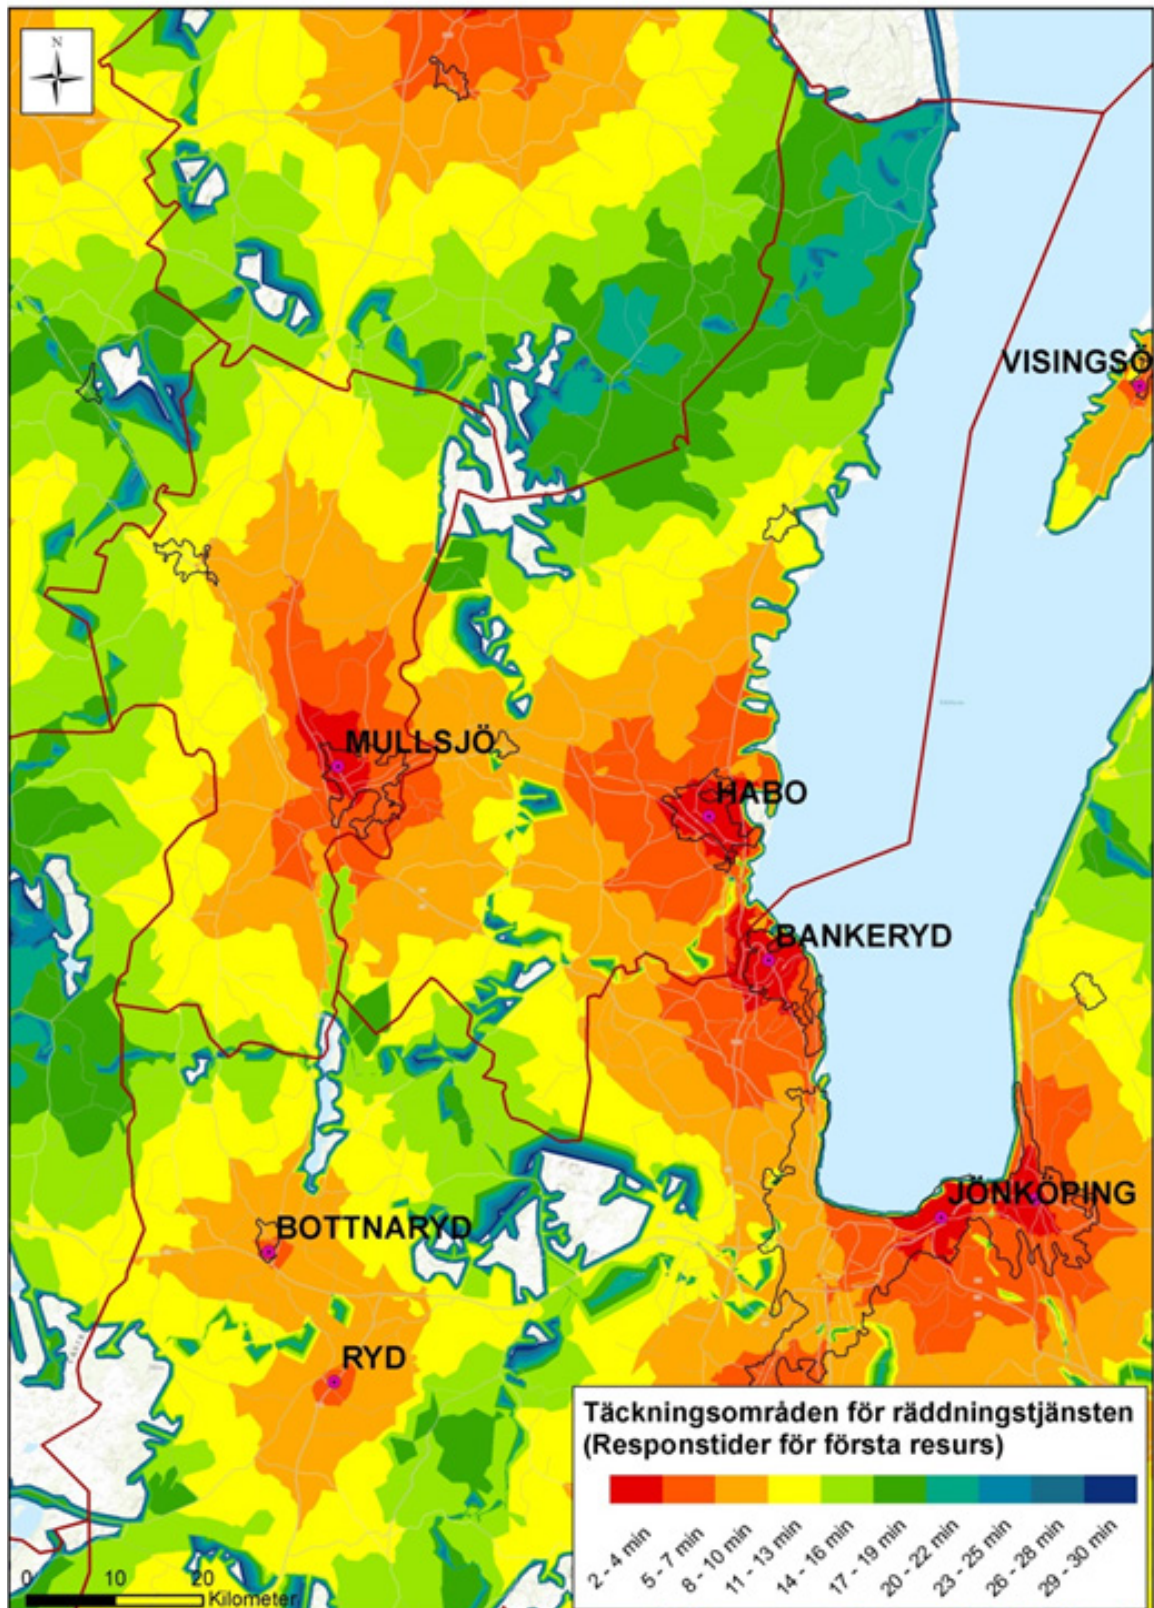 N
VISINGSÖ
MULLSJÖ
HABO
BANKERYD
JÖNKÖPING
BOTTNARYD
RYD
Täckningsområden för räddningstjänsten
(Responstider för första resurs)
2 - 4 min
5 - 7 min
8 - 10 min
11 - 13 min
14 - 16 min
17 - 19 min
20 - 22 min
23 - 25 min
26 - 28 min
29 - 30 min
0 10 20
Kilometer